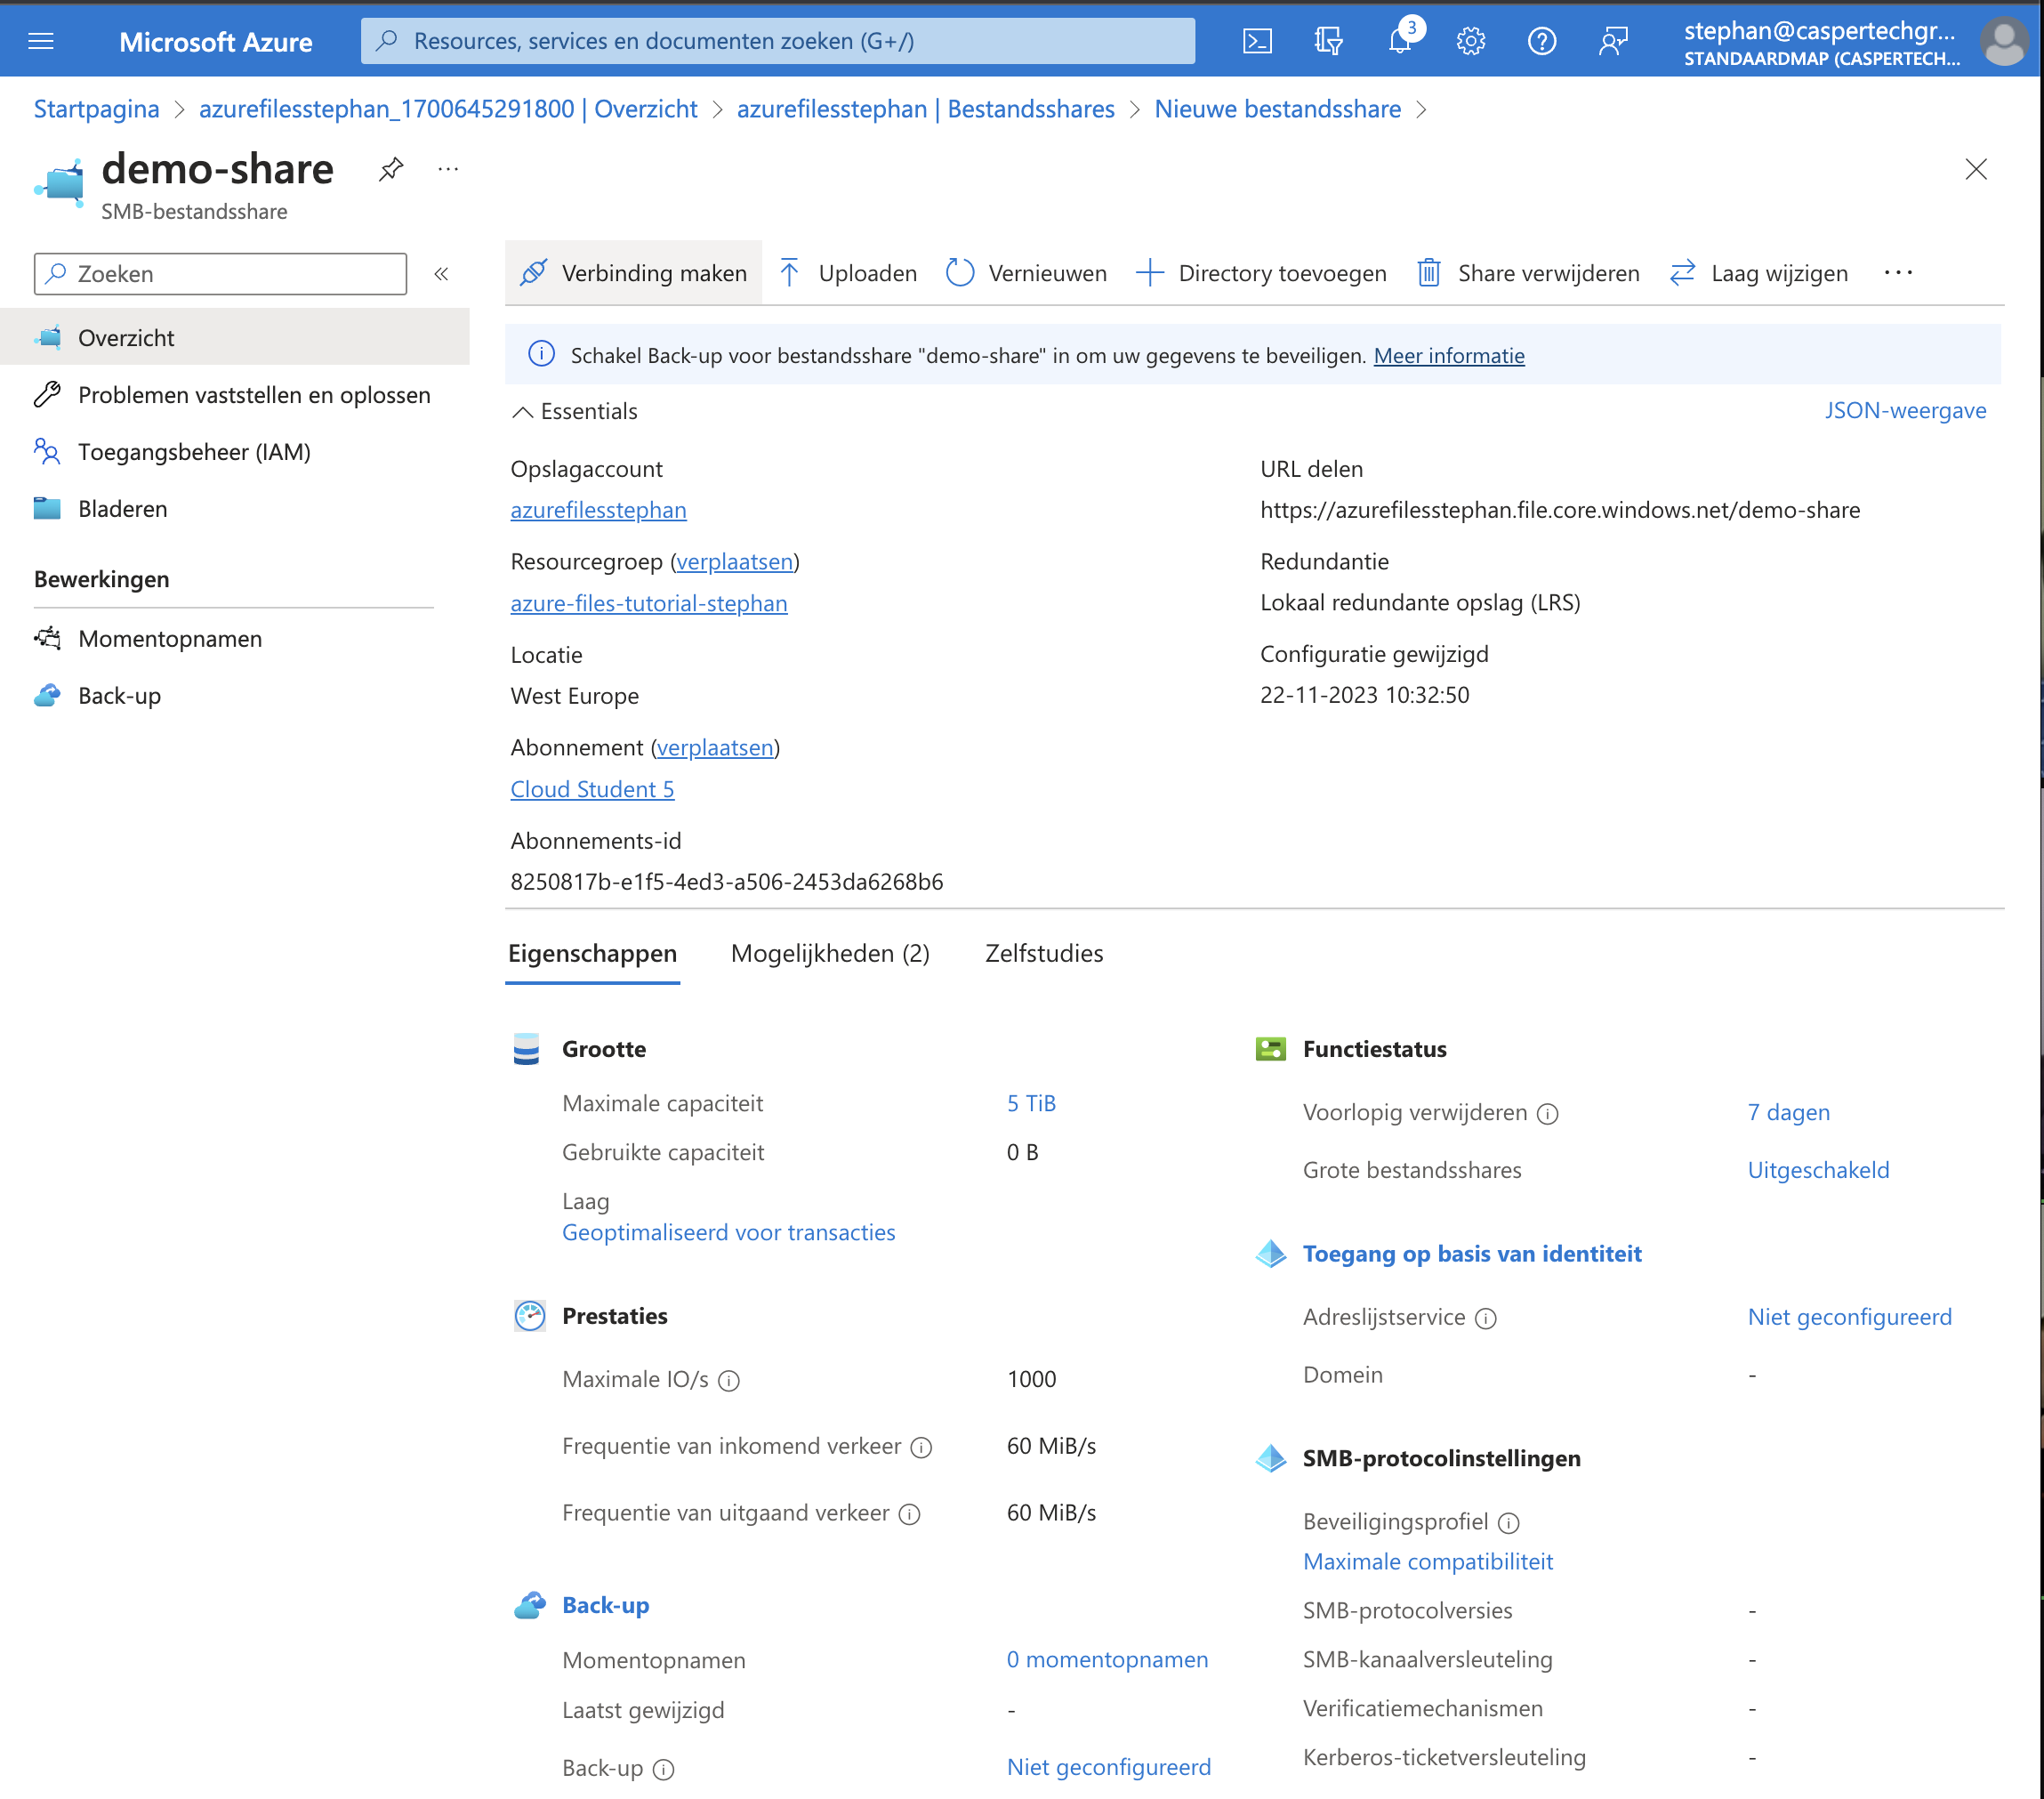 Microsoft Azure
Resources, services en documenten zoeken (G+/)
3
stephan@caspertechgr...
STANDAARDMAP (CASPERTECH...
Startpagina > azurefilesstephan_1700645291800 | Overzicht > azurefilesstephan | Bestandsshares > Nieuwe bestandsshare >
demo-share
...
SMB-bestandsshare
Zoeken
«
Overzicht
Problemen vaststellen en oplossen
Toegangsbeheer (IAM)
Bladeren
Bewerkingen
Momentopnamen
Back-up
Verbinding maken
Uploaden
Vernieuwen
Directory toevoegen
Share verwijderen
Laag wijzigen
...
Schakel Back-up voor bestandsshare "demo-share" in om uw gegevens te beveiligen. Meer informatie
Essentials
JSON-weergave
Opslagaccount
azurefilesstephan
Resourcegroep (verplaatsen)
azure-files-tutorial-stephan
Locatie
West Europe
Abonnement (verplaatsen)
Cloud Student 5
Abonnements-id
8250817b-e1f5-4ed3-a506-2453da6268b6
URL delen
https://azurefilesstephan.file.core.windows.net/demo-share
Redundantie
Lokaal redundante opslag (LRS)
Configuratie gewijzigd
22-11-2023 10:32:50
Eigenschappen
Mogelijkheden (2)
Zelfstudies
Grootte
Maximale capaciteit 5 TiB
Gebruikte capaciteit 0 B
Laag
Geoptimaliseerd voor transacties
Prestaties
Maximale IO/s 1000
Frequentie van inkomend verkeer 60 MiB/s
Frequentie van uitgaand verkeer 60 MiB/s
Back-up
Momentopnamen 0 momentopnamen
Laatst gewijzigd -
Back-up Niet geconfigureerd
Functiestatus
Voorlopig verwijderen 7 dagen
Grote bestandsshares Uitgeschakeld
Toegang op basis van identiteit
Adreslijstservice Niet geconfigureerd
Domein -
SMB-protocolinstellingen
Beveiligingsprofiel
Maximale compatibiliteit
SMB-protocolversies -
SMB-kanaalversleuteling -
Verificatiemechanismen -
Kerberos-ticketversleuteling -